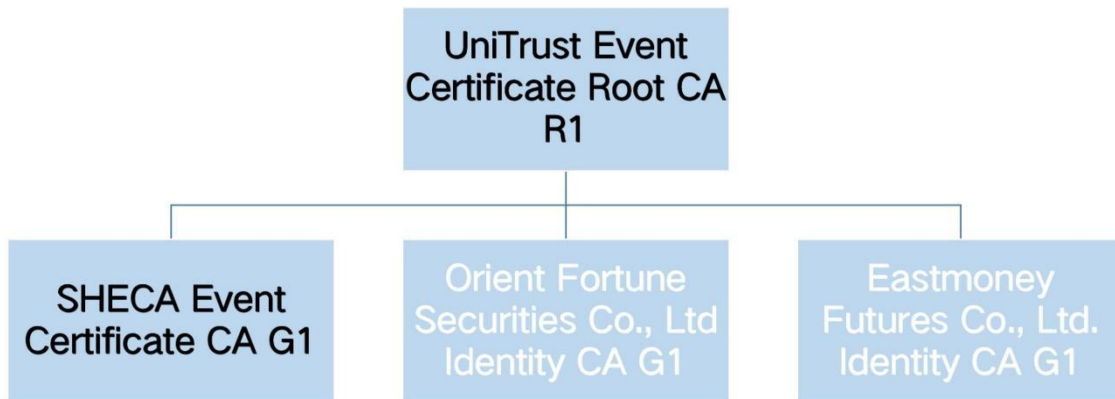 UniTrust Event
Certificate Root CA
R1
SHECA Event
Certificate CA G1
Orient Fortune
Securities Co., Ltd
Identity CA G1
Eastmoney
Futures Co., Ltd.
Identity CA G1